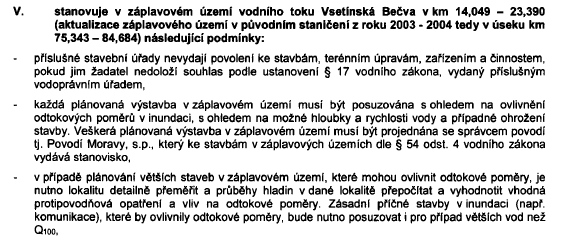 V. stanovuje v záplavovém území vodního toku Vsetínská Bečva v km 14,049 – 23,390
(aktualizace záplavového území v původním staničení z roku 2003 - 2004 tedy v úseku km
75,343 – 84,684) následující podmínky:
- příslušné stavební úřady nevydají povolení ke stavbám, terénním úpravám, zařízením a činnostem,
pokud jim žadatel nedoloží souhlas podle ustanovení § 17 vodního zákona, vydaný příslušným
vodoprávním úřadem,
- každá plánovaná výstavba v záplavovém území musí být posuzována s ohledem na ovlivnění
odtokových poměrů v inundaci, s ohledem na možné hloubky a rychlosti vody a případné ohrožení
stavby. Veškerá plánovaná výstavba v záplavovém území musí být projednána se správcem povodí
tj. Povodí Moravy, s.p., který ke stavbám v záplavových územích dle § 54 odst. 4 vodního zákona
vydává stanovisko,
- v případě plánování větších staveb v záplavovém území, které mohou ovlivnit odtokové poměry, je
nutno lokalitu detailně přeměřit a průběhy hladin v dané lokalitě přepočítat a vyhodnotit vhodná
protipovodňová opatření a vliv na odtokové poměry. Zásadní příčné stavby v inundaci (např.
komunikace), které by ovlivnily odtokové poměry, bude nutno posuzovat i pro případ větších vod než
Q100,